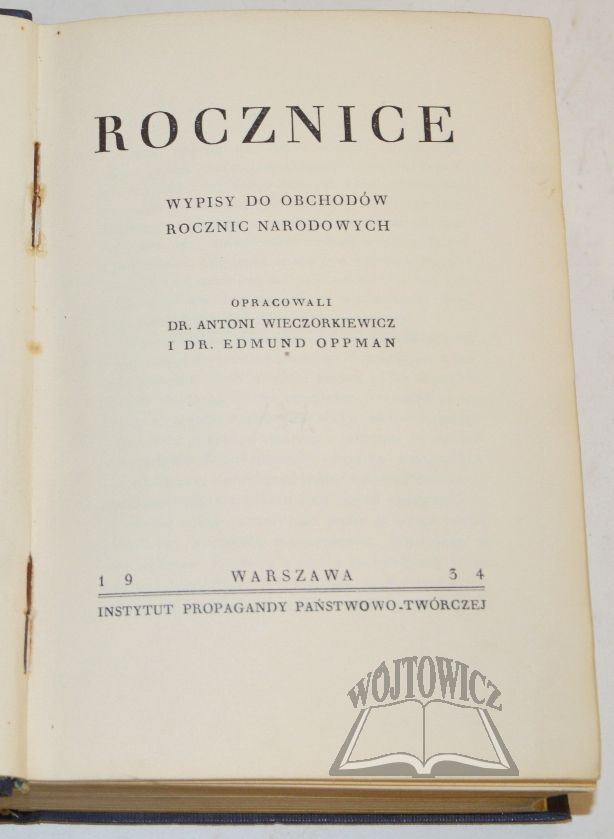 ROCZNICE
WYPISY DO OBCHODÓW
ROCZNIC NARODOWYCH
OPRACOWALI
DR. ANTONI WIECZORKIEWICZ
I DR. EDMUND OPPMAN
19 WARSZAWA 34
INSTYTUT PROPAGANDY PAŃSTWOWO-TWÓRCZEJ
WÓJTOWICZ